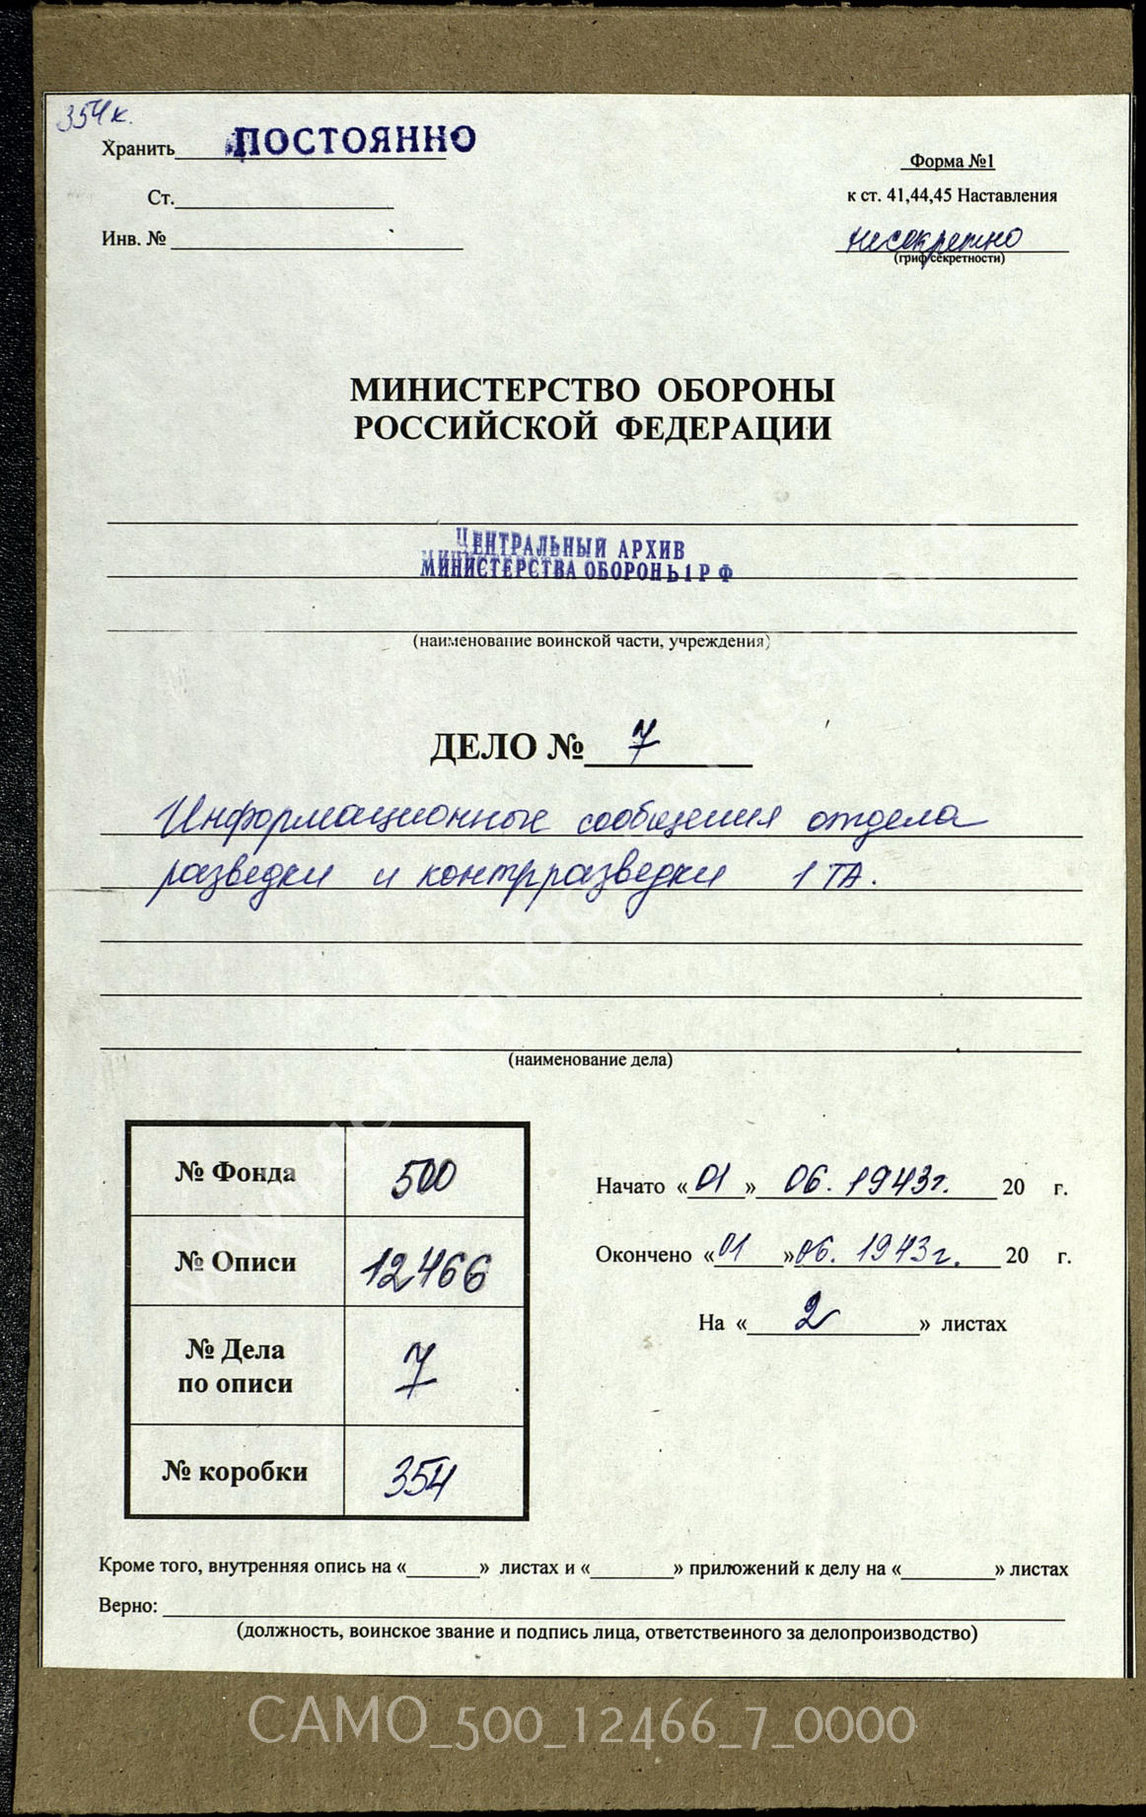 354к.
Хранить ПОСТОЯННО
Форма №1
Ст.
к ст. 41,44,45 Наставления
Инв. №
несекретно
(гриф секретности)
МИНИСТЕРСТВО ОБОРОНЫ
РОССИЙСКОЙ ФЕДЕРАЦИИ
ЦЕНТРАЛЬНЫЙ АРХИВ
МИНИСТЕРСТВА ОБОРОНЫ РФ
(наименование воинской части, учреждения)
ДЕЛО № 7
Информационные сообщения отдела
разведки и контрразведки 1 ТА.
(наименование дела)
№ Фонда 500
№ Описи 12466
№ Дела
по описи 7
№ коробки 354
Начато «01» 06. 1943г. 20 г.
Окончено «01» 06. 1943г. 20 г.
На « 2 » листах
Кроме того, внутренняя опись на « » листах и « » приложений к делу на « » листах
Верно:
(должность, воинское звание и подпись лица, ответственного за делопроизводство)
CAMO_500_12466_7_0000